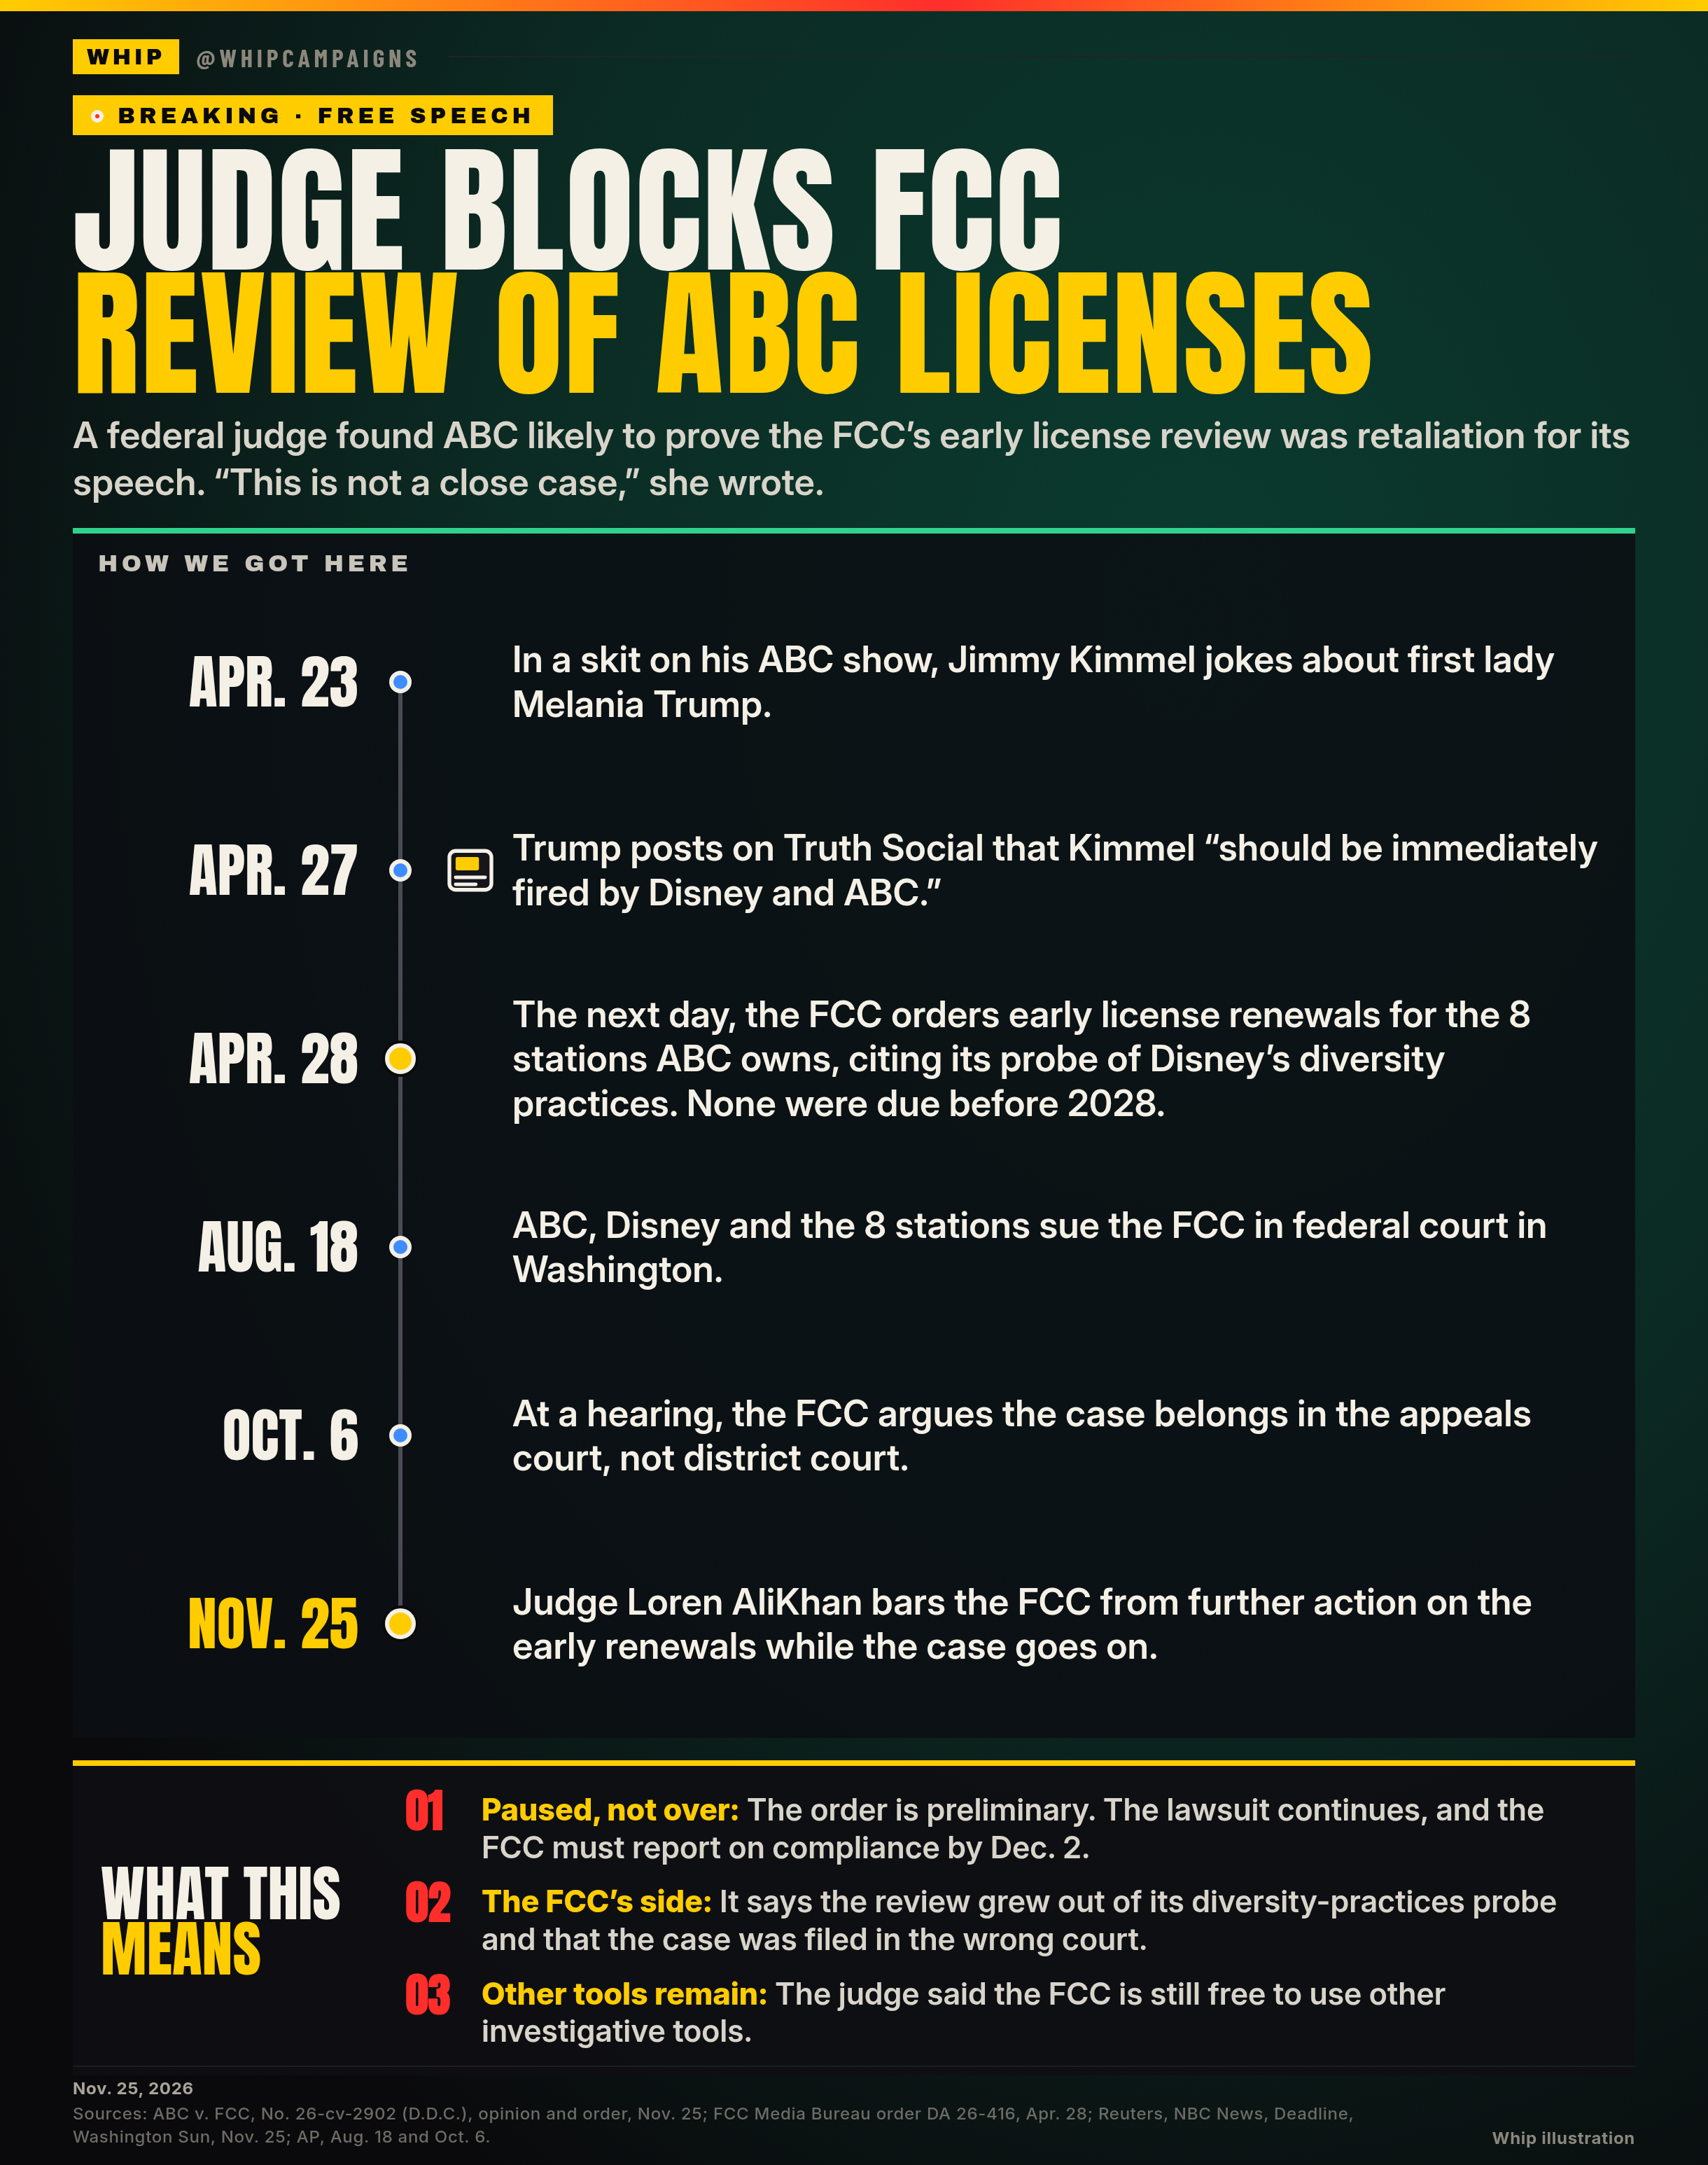 WHIP @WHIPCAMPAIGNS
BREAKING · FREE SPEECH
JUDGE BLOCKS FCC
REVIEW OF ABC LICENSES
A federal judge found ABC likely to prove the FCC’s early license review was retaliation for its
speech. “This is not a close case,” she wrote.
HOW WE GOT HERE
APR. 23
In a skit on his ABC show, Jimmy Kimmel jokes about first lady
Melania Trump.
APR. 27
Trump posts on Truth Social that Kimmel “should be immediately
fired by Disney and ABC.”
APR. 28
The next day, the FCC orders early license renewals for the 8
stations ABC owns, citing its probe of Disney’s diversity
practices. None were due before 2028.
AUG. 18
ABC, Disney and the 8 stations sue the FCC in federal court in
Washington.
OCT. 6
At a hearing, the FCC argues the case belongs in the appeals
court, not district court.
NOV. 25
Judge Loren AliKhan bars the FCC from further action on the
early renewals while the case goes on.
WHAT THIS
MEANS
01
Paused, not over: The order is preliminary. The lawsuit continues, and the
FCC must report on compliance by Dec. 2.
02
The FCC’s side: It says the review grew out of its diversity-practices probe
and that the case was filed in the wrong court.
03
Other tools remain: The judge said the FCC is still free to use other
investigative tools.
Nov. 25, 2026
Sources: ABC v. FCC, No. 26-cv-2902 (D.D.C.), opinion and order, Nov. 25; FCC Media Bureau order DA 26-416, Apr. 28; Reuters, NBC News, Deadline,
Washington Sun, Nov. 25; AP, Aug. 18 and Oct. 6.
Whip illustration